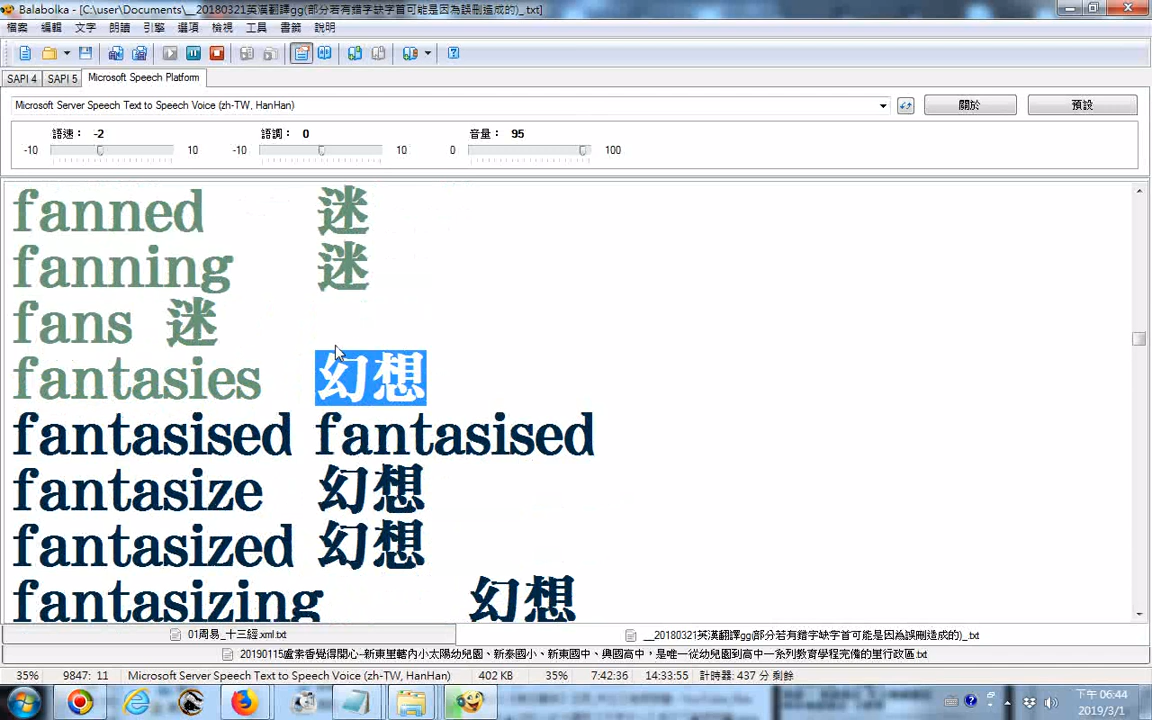 Balabolka - [C:\user\Documents\__20180321英漢翻譯gg(部分若有錯字缺字首可能是因為誤刪造成的)_.txt]
檔案 編輯 文字 朗讀 引擎 選項 檢視 工具 書籤 說明
SAPI 4 SAPI 5 Microsoft Speech Platform
Microsoft Server Speech Text to Speech Voice (zh-TW, HanHan) 關於 預設
語速： -2 語調： 0 音量： 95
-10 10 -10 10 0 100
fanned 迷
fanning 迷
fans 迷
fantasies 幻想
fantasised fantasised
fantasize 幻想
fantasized 幻想
fantasizing 幻想
01周易_十三經.xml.txt __20180321英漢翻譯gg(部分若有錯字缺字首可能是因為誤刪造成的)_.txt
20190115盧素香覺得開心-新東里轄內小太陽幼兒園、新泰國小、新東國中、興國高中，是唯一從幼兒園到高中一系列教育學程完備的里行政區.txt
35% 9847: 11 Microsoft Server Speech Text to Speech Voice (zh-TW, HanHan) 402 KB 35% 7:42:36 14:33:55 計時器: 437 分 剩餘
下午 06:44
2019/3/1